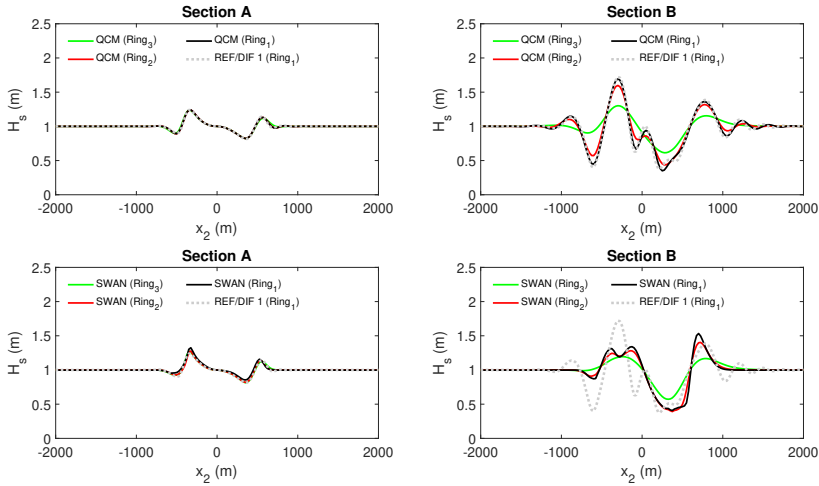 Section A
2.5
2
1.5
1
0.5
0
H_s (m)
QCM (Ring_3)
QCM (Ring_2)
QCM (Ring_1)
REF/DIF 1 (Ring_1)
-2000 -1000 0 1000 2000
x_2 (m)
Section B
2.5
2
1.5
1
0.5
0
H_s (m)
QCM (Ring_3)
QCM (Ring_2)
QCM (Ring_1)
REF/DIF 1 (Ring_1)
-2000 -1000 0 1000 2000
x_2 (m)
Section A
2.5
2
1.5
1
0.5
0
H_s (m)
SWAN (Ring_3)
SWAN (Ring_2)
SWAN (Ring_1)
REF/DIF 1 (Ring_1)
-2000 -1000 0 1000 2000
x_2 (m)
Section B
2.5
2
1.5
1
0.5
0
H_s (m)
SWAN (Ring_3)
SWAN (Ring_2)
SWAN (Ring_1)
REF/DIF 1 (Ring_1)
-2000 -1000 0 1000 2000
x_2 (m)